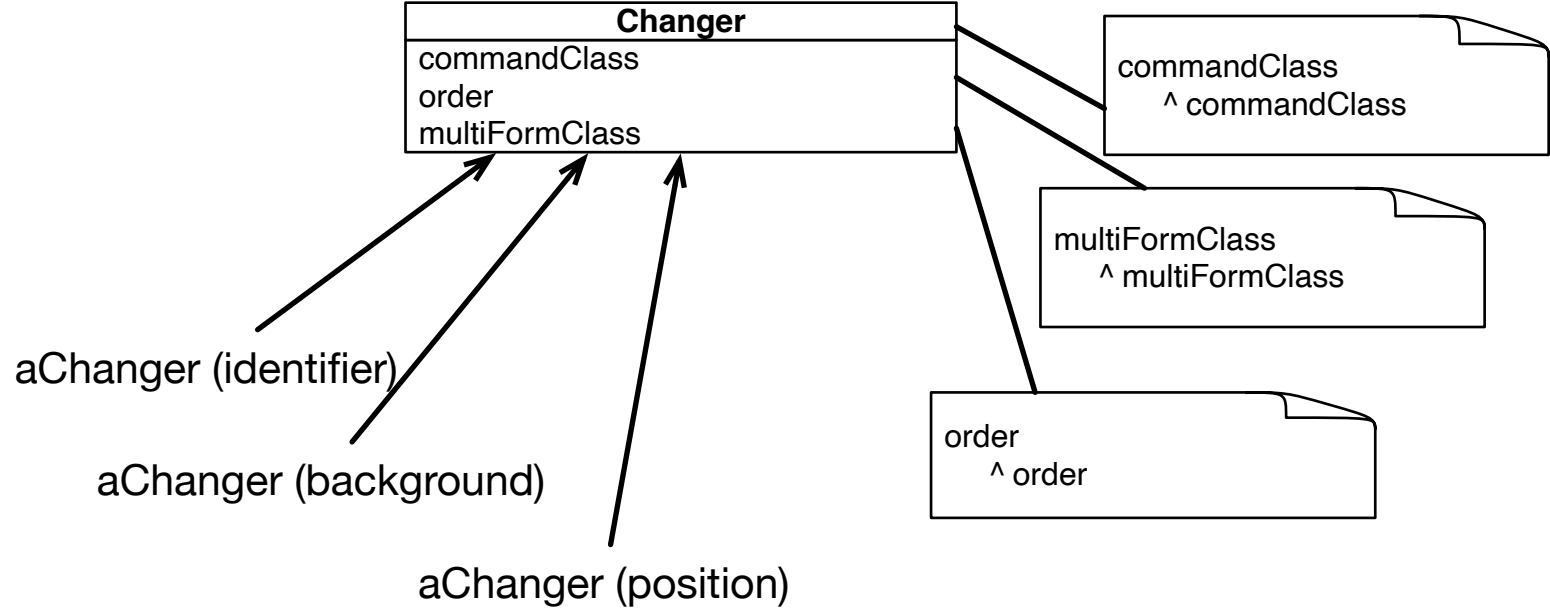 Changer
commandClass
order
multiFormClass
commandClass
^ commandClass
multiFormClass
^ multiFormClass
order
^ order
aChanger (identifier)
aChanger (background)
aChanger (position)